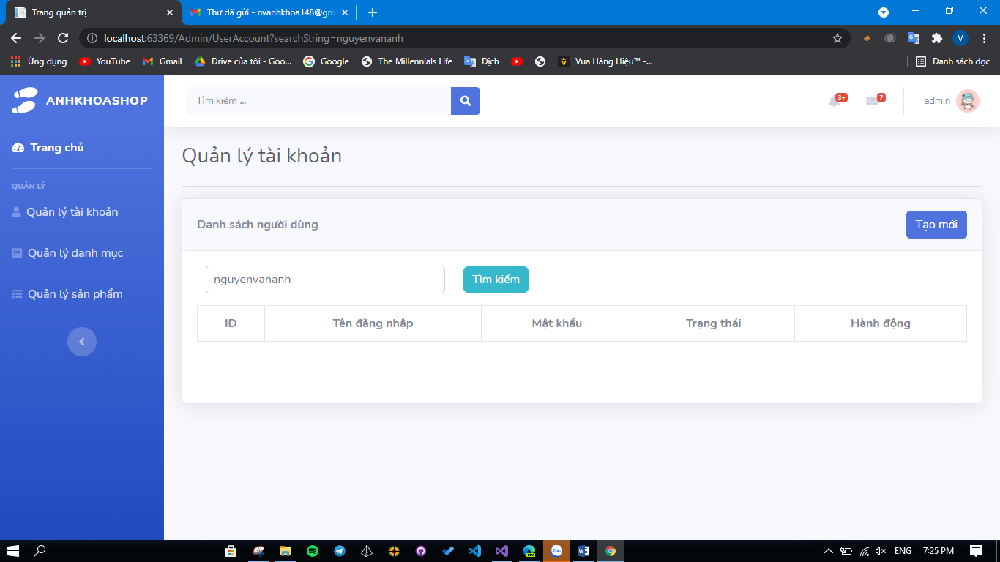 Trang quản trị
Thư đã gửi - nvanhkhoa148@gm
localhost:63369/Admin/UserAccount?searchString=nguyenvananh
V
Ứng dụng YouTube Gmail Drive của tôi - Goo... Google The Millennials Life Dịch Vua Hàng Hiệu™ -... Danh sách đọc
ANHKHOASHOP
Tìm kiếm ...
3+
7
admin
Trang chủ
Quản lý tài khoản
QUẢN LÝ
Quản lý tài khoản
Quản lý danh mục
Quản lý sản phẩm
Danh sách người dùng
Tạo mới
nguyenvananh
Tìm kiếm
ID Tên đăng nhập Mật khẩu Trạng thái Hành động
Zalo
ENG
7:25 PM